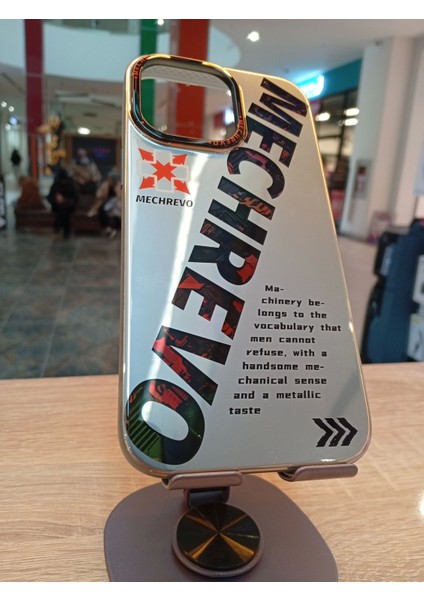 MECHREVO
MECHREVO
MECHREVO
Ma-
chinery be-
longs to the
vocabulary that
men cannot
refuse, with a
handsome me-
chanical sense
and a metallic
taste